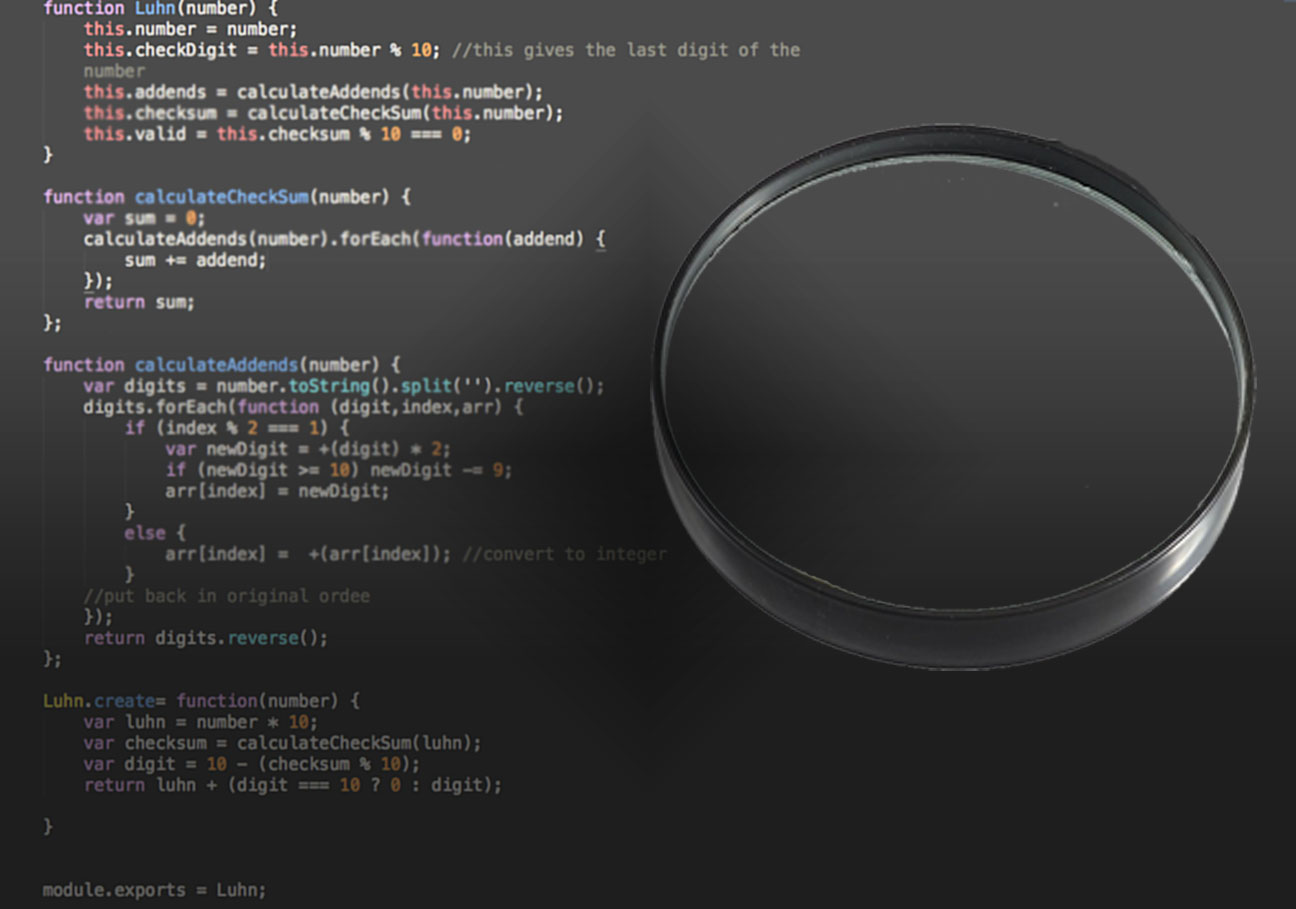 function Luhn(number) {
    this.number = number;
    this.checkDigit = this.number % 10; //this gives the last digit of the
    number
    this.addends = calculateAddends(this.number);
    this.checksum = calculateCheckSum(this.number);
    this.valid = this.checksum % 10 === 0;
}
function calculateCheckSum(number) {
    var sum = 0;
    calculateAddends(number).forEach(function(addend) {
        sum += addend;
    });
    return sum;
};
function calculateAddends(number) {
    var digits = number.toString().split('').reverse();
    digits.forEach(function (digit,index,arr) {
        if (index % 2 === 1) {
            var newDigit = +(digit) * 2;
            if (newDigit >= 10) newDigit -= 9;
            arr[index] = newDigit;
        }
        else {
            arr[index] =  +(arr[index]); //convert to integer
        }
    //put back in original ordee
    });
    return digits.reverse();
};
Luhn.create= function(number) {
    var luhn = number * 10;
    var checksum = calculateCheckSum(luhn);
    var digit = 10 - (checksum % 10);
    return luhn + (digit === 10 ? 0 : digit);
}
module.exports = Luhn;